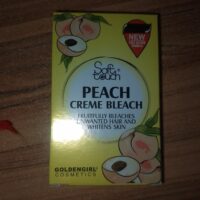 NEW
Soft
touch
PEACH
CREME BLEACH
FRUITFULLY BLEACHES
UNWANTED HAIR AND
WHITENS SKIN
GOLDENGIRL
COSMETICS